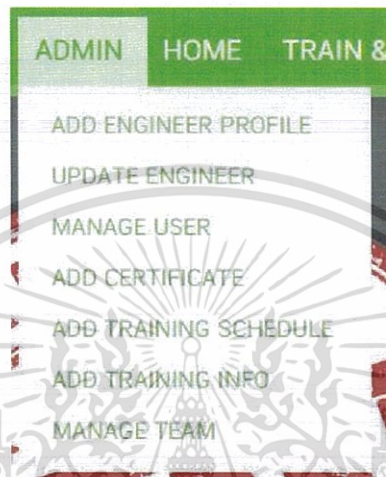 ADMIN HOME TRAIN &
ADD ENGINEER PROFILE
UPDATE ENGINEER
MANAGE USER
ADD CERTIFICATE
ADD TRAINING SCHEDULE
ADD TRAINING INFO
MANAGE TEAM